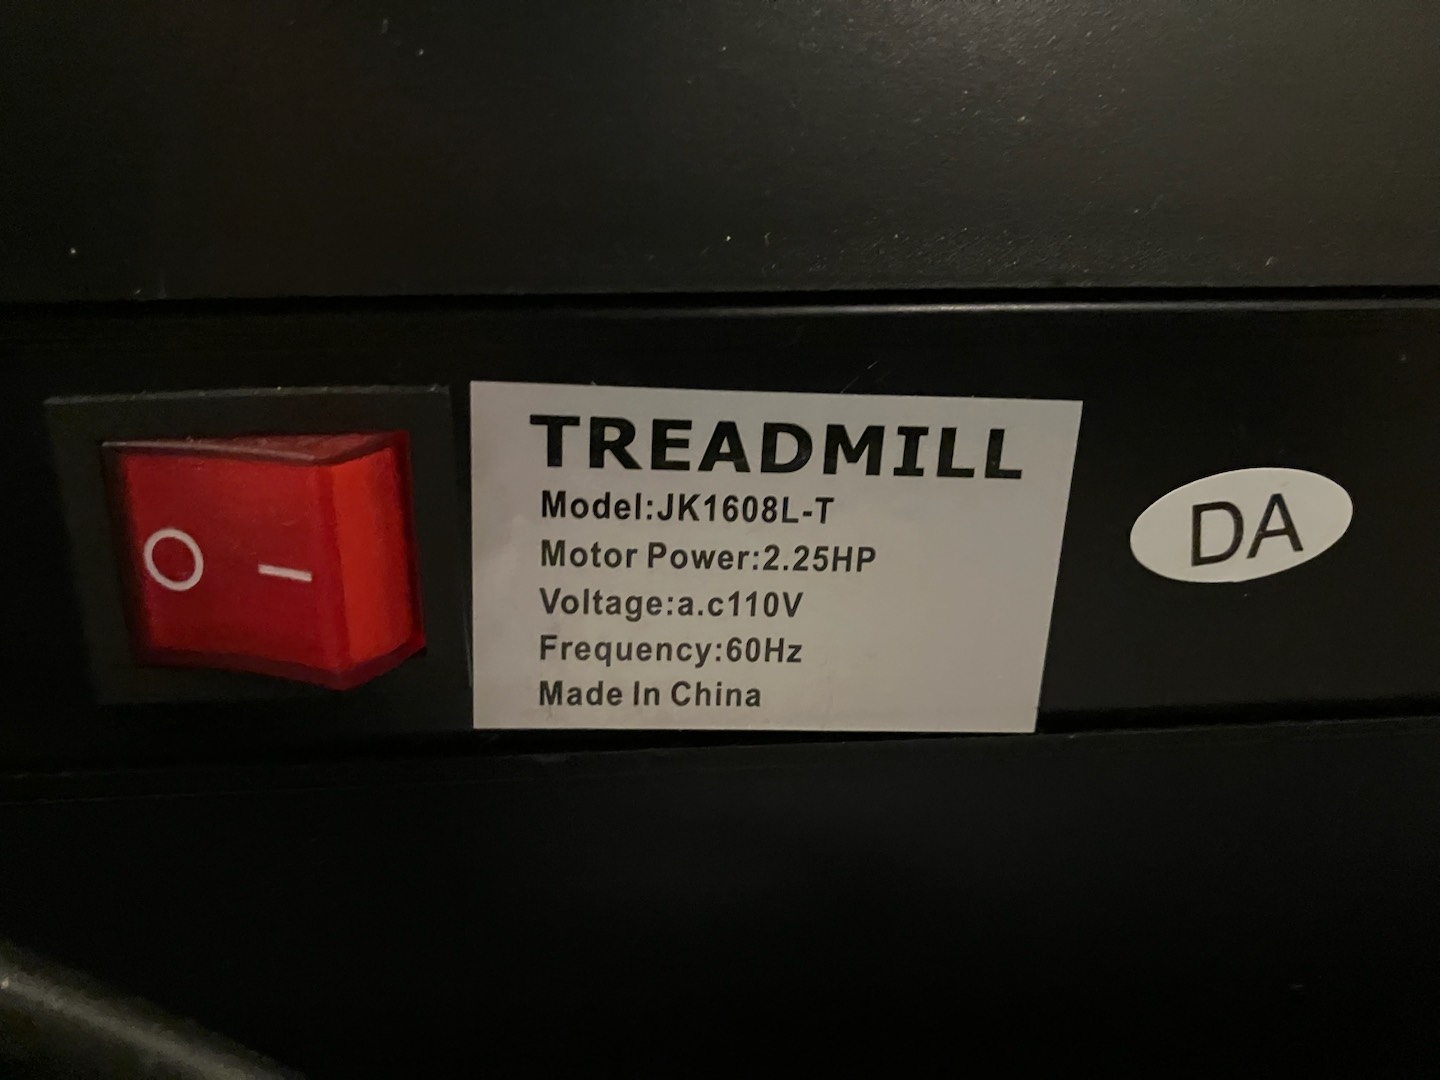 TREADMILL
Model:JK1608L-T
Motor Power:2.25HP
Voltage:a.c110V
Frequency:60Hz
Made In China
DA